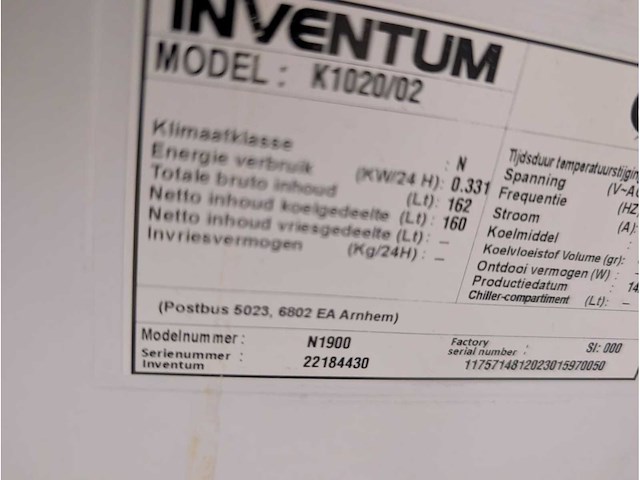 INVENTUM
MODEL: K1020/02
Klimaatklasse : N
Energie verbruik (KW/24 H): 0.331
Totale bruto inhoud (Lt): 162
Netto inhoud koelgedeelte (Lt): 160
Netto inhoud vriesgedeelte (Lt): –
Invriesvermogen (Kg/24H): –
Tijdsduur temperatuurstijging
Spanning (V~A
Frequentie (HZ
Stroom (A):
Koelmiddel :
Koelvloeistof Volume (gr):
Ontdooi vermogen (W) :
Productiedatum : 14
Chiller-compartiment (Lt): –
(Postbus 5023, 6802 EA Arnhem)
Modelnummer: N1900
Serienummer Inventum : 22184430
Factory serial number : SI: 000
1175714812023015970050